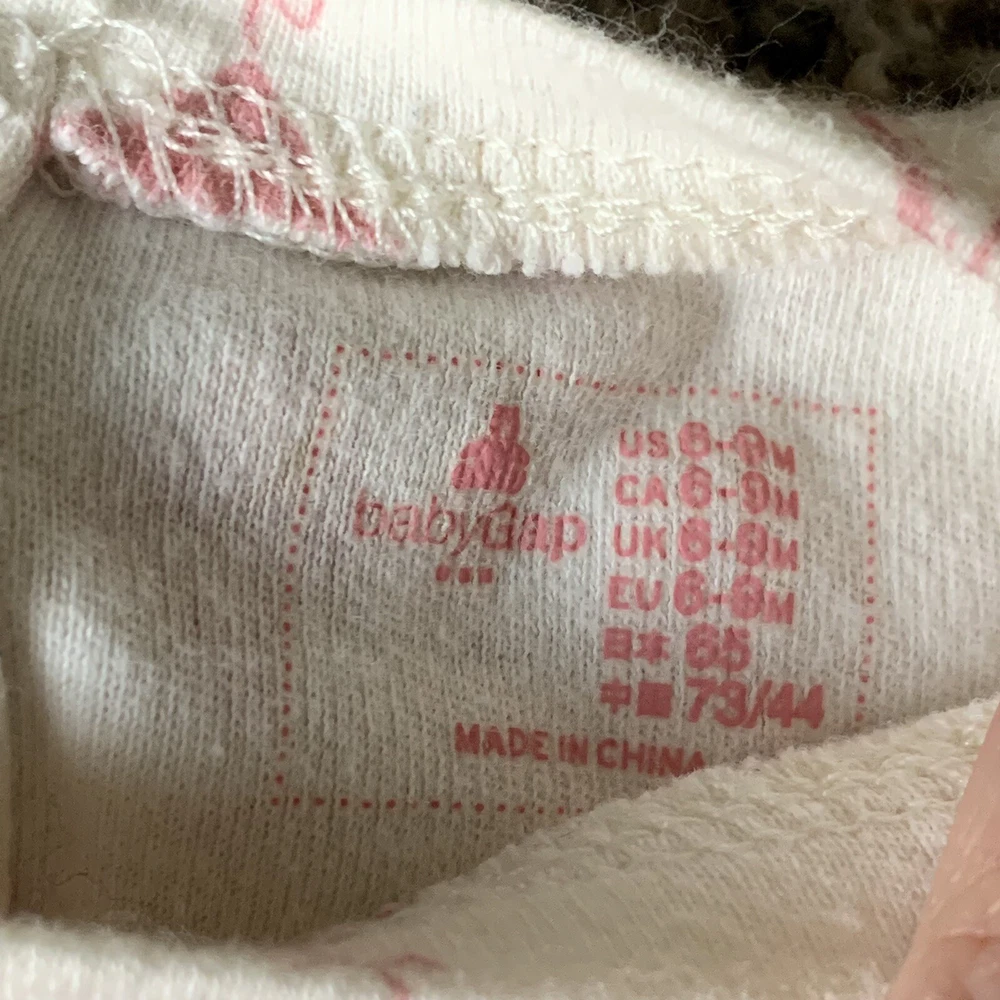 babyGap
US 6-9M
CA 6-9M
UK 6-9M
EU 6-9M
日本 65
中国 73/44
MADE IN CHINA